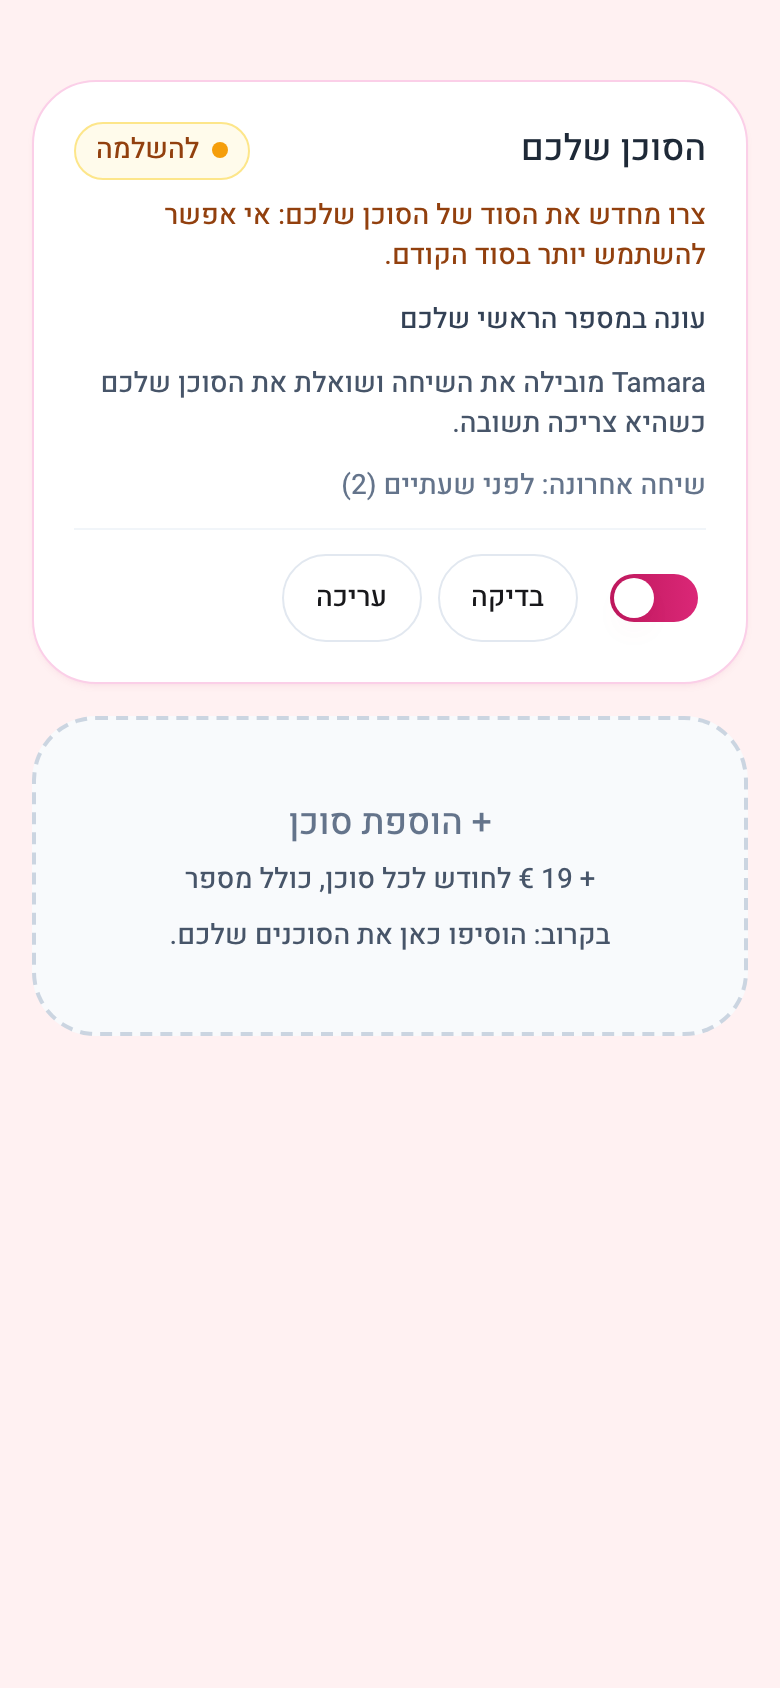 הסוכן שלכם
להשלמה
צרו מחדש את הסוד של הסוכן שלכם: אי אפשר
להשתמש יותר בסוד הקודם.
עונה במספר הראשי שלכם
Tamara מובילה את השיחה ושואלת את הסוכן שלכם
כשהיא צריכה תשובה.
שיחה אחרונה: לפני שעתיים (2)
בדיקה
עריכה
+ הוספת סוכן
+ 19 € לחודש לכל סוכן, כולל מספר
בקרוב: הוסיפו כאן את הסוכנים שלכם.